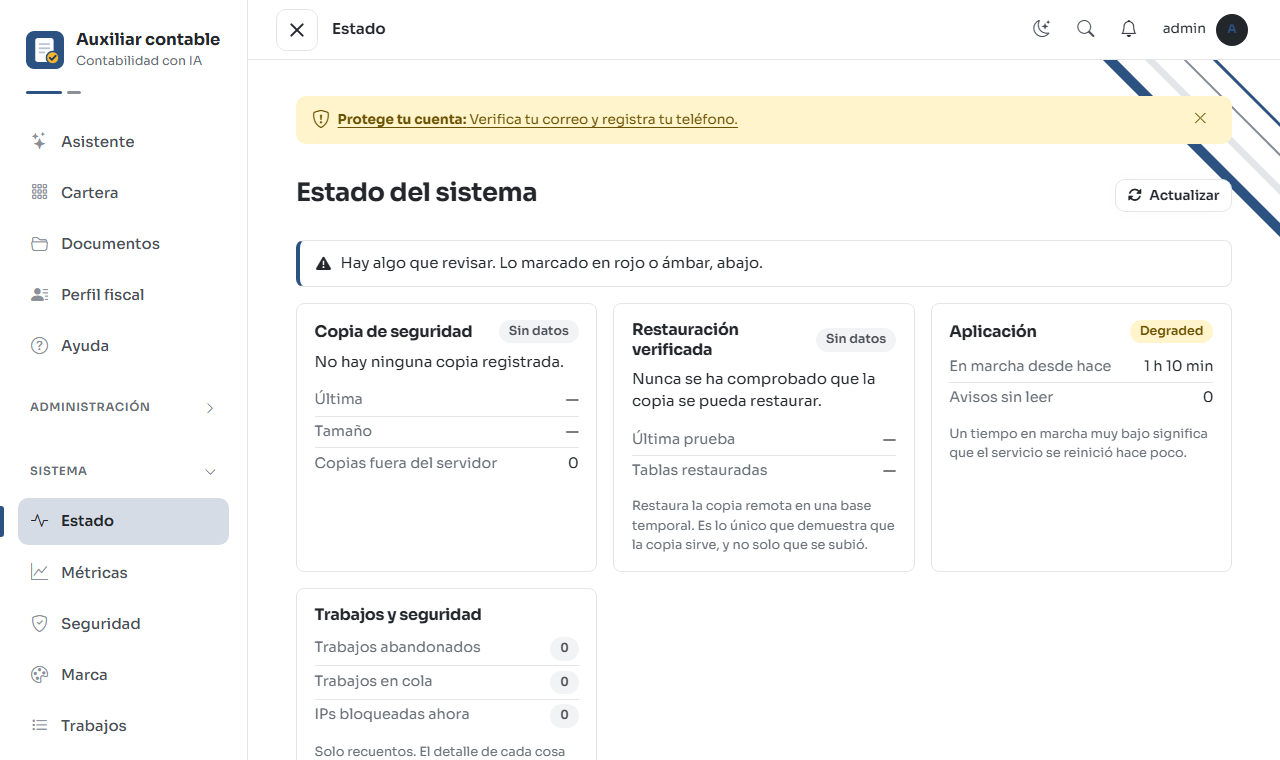 Auxiliar contable
Contabilidad con IA
Asistente
Cartera
Documentos
Perfil fiscal
Ayuda
ADMINISTRACIÓN
SISTEMA
Estado
Métricas
Seguridad
Marca
Trabajos
Estado
admin
A
Protege tu cuenta: Verifica tu correo y registra tu teléfono.
Estado del sistema
Actualizar
Hay algo que revisar. Lo marcado en rojo o ámbar, abajo.
Copia de seguridad
Sin datos
No hay ninguna copia registrada.
Última —
Tamaño —
Copias fuera del servidor 0
Restauración
verificada
Sin datos
Nunca se ha comprobado que la
copia se pueda restaurar.
Última prueba —
Tablas restauradas —
Restaura la copia remota en una base
temporal. Es lo único que demuestra que
la copia sirve, y no solo que se subió.
Aplicación
Degraded
En marcha desde hace 1 h 10 min
Avisos sin leer 0
Un tiempo en marcha muy bajo significa
que el servicio se reinició hace poco.
Trabajos y seguridad
Trabajos abandonados 0
Trabajos en cola 0
IPs bloqueadas ahora 0
Solo recuentos. El detalle de cada cosa